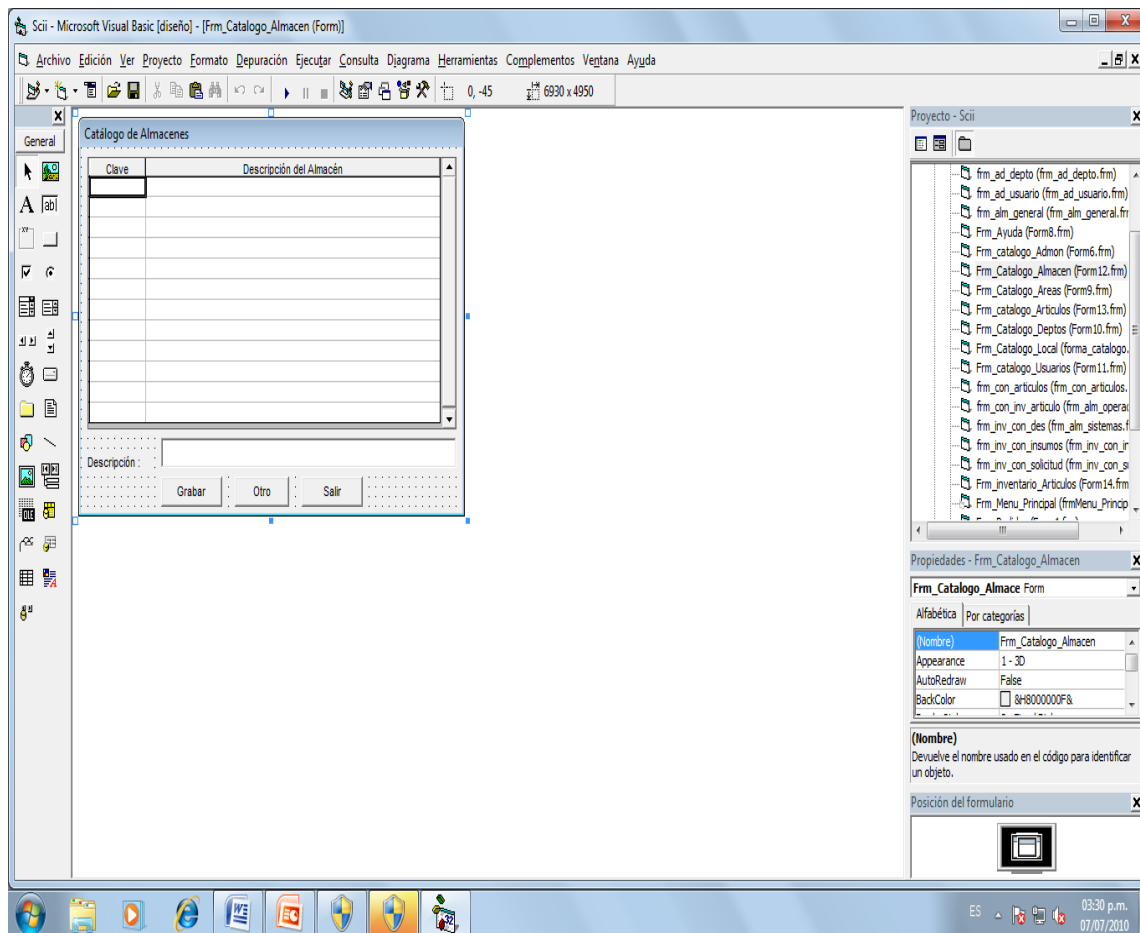 Scii - Microsoft Visual Basic [diseño] - [Frm_Catalogo_Almacen (Form)]
Archivo Edición Ver Proyecto Formato Depuración Ejecutar Consulta Diagrama Herramientas Complementos Ventana Ayuda
0, -45 6930 x 4950
General
Catálogo de Almacenes
Clave Descripción del Almacén
Descripción :
Grabar Otro Salir
Proyecto - Scii
frm_ad_depto (frm_ad_depto.frm)
frm_ad_usuario (frm_ad_usuario.frm)
frm_alm_general (frm_alm_general.frr
Frm_Ayuda (Form8.frm)
Frm_catalogo_Admon (Form6.frm)
Frm_Catalogo_Almacen (Form12.frm)
Frm_Catalogo_Areas (Form9.frm)
Frm_catalogo_Articulos (Form13.frm)
Frm_Catalogo_Deptos (Form10.frm)
Frm_Catalogo_Local (forma_catalogo.
Frm_catalogo_Usuarios (Form11.frm)
frm_con_articulos (frm_con_articulos.
frm_con_inv_articulo (frm_alm_operac
frm_inv_con_des (frm_alm_sistemas.f
frm_inv_con_insumos (frm_inv_con_in
frm_inv_con_solicitud (frm_inv_con_s
Frm_inventario_Articulos (Form14.frm
Frm_Menu_Principal (frmMenu_Princip
Propiedades - Frm_Catalogo_Almacen
Frm_Catalogo_Almace Form
Alfabética Por categorías
(Nombre) Frm_Catalogo_Almacen
Appearance 1 - 3D
AutoRedraw False
BackColor &H8000000F&
(Nombre)
Devuelve el nombre usado en el código para identificar
un objeto.
Posición del formulario
ES
03:30 p.m.
07/07/2010